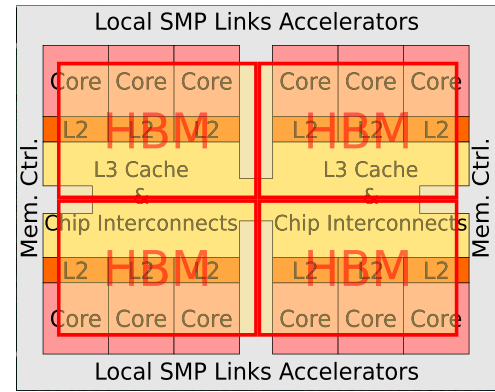 Local SMP Links Accelerators
Core Core Core Core Core Core
HBM HBM
L2 L2 L2 L2 L2 L2
L3 Cache L3 Cache
& &
Mem. Ctrl. Mem. Ctrl.
Chip Interconnects Chip Interconnects
HBM HBM
L2 L2 L2 L2 L2 L2
Core Core Core Core Core Core
Local SMP Links Accelerators